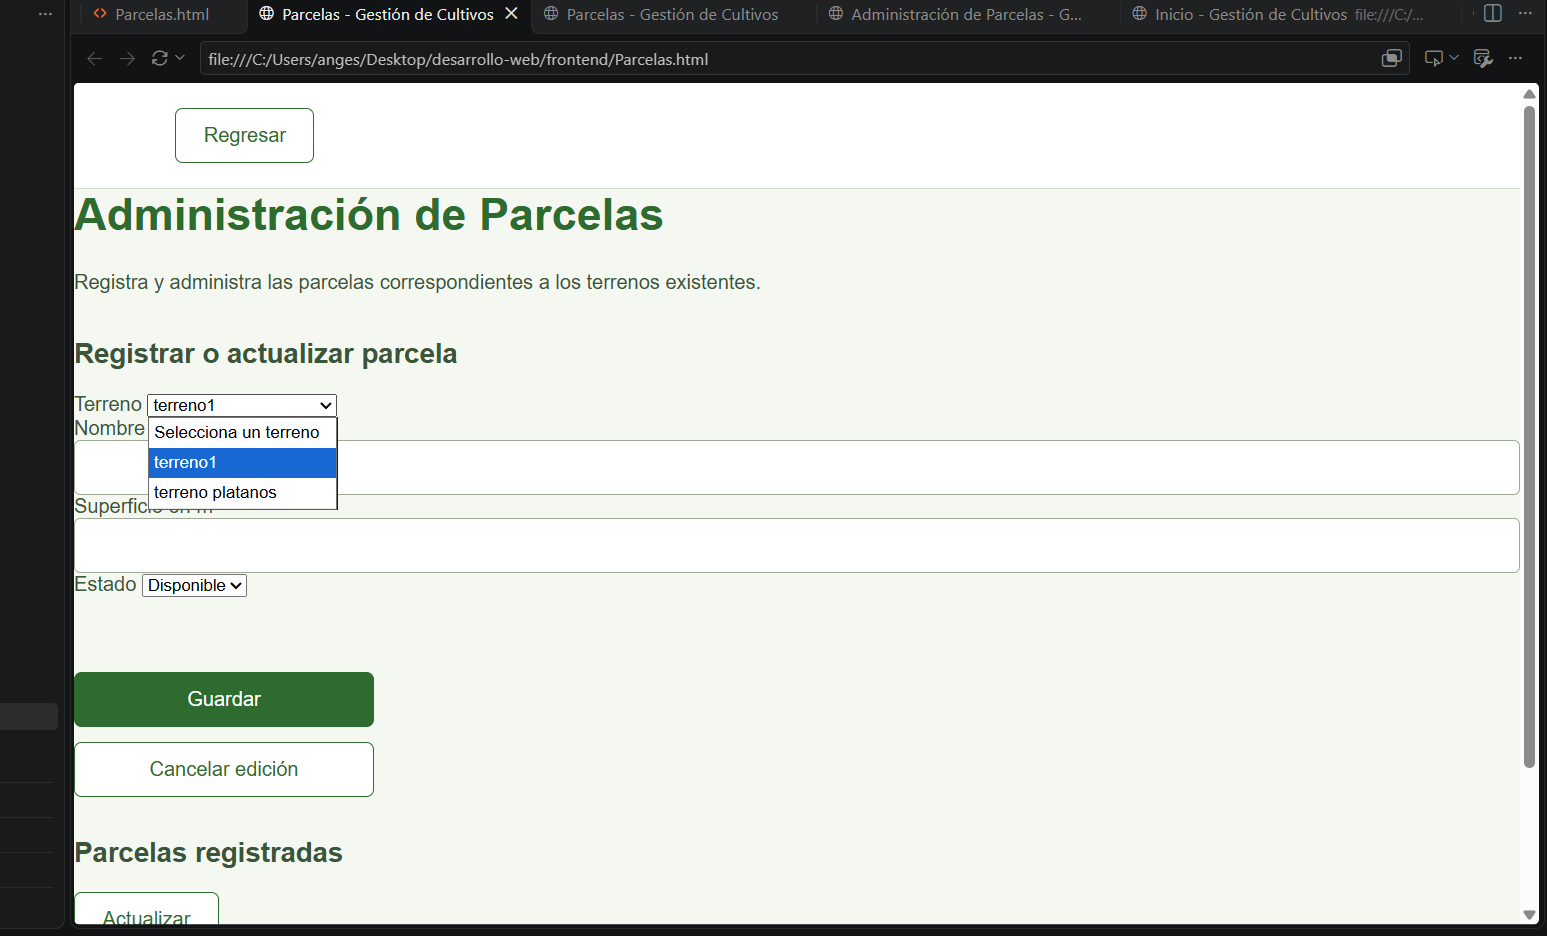 Parcelas.html
Parcelas - Gestión de Cultivos
Parcelas - Gestión de Cultivos
Administración de Parcelas - G...
Inicio - Gestión de Cultivos file:///C:/...
file:///C:/Users/anges/Desktop/desarrollo-web/frontend/Parcelas.html
Regresar
Administración de Parcelas
Registra y administra las parcelas correspondientes a los terrenos existentes.
Registrar o actualizar parcela
Terreno terreno1
Nombre
Selecciona un terreno
terreno1
terreno platanos
Estado Disponible
Guardar
Cancelar edición
Parcelas registradas
Actualizar